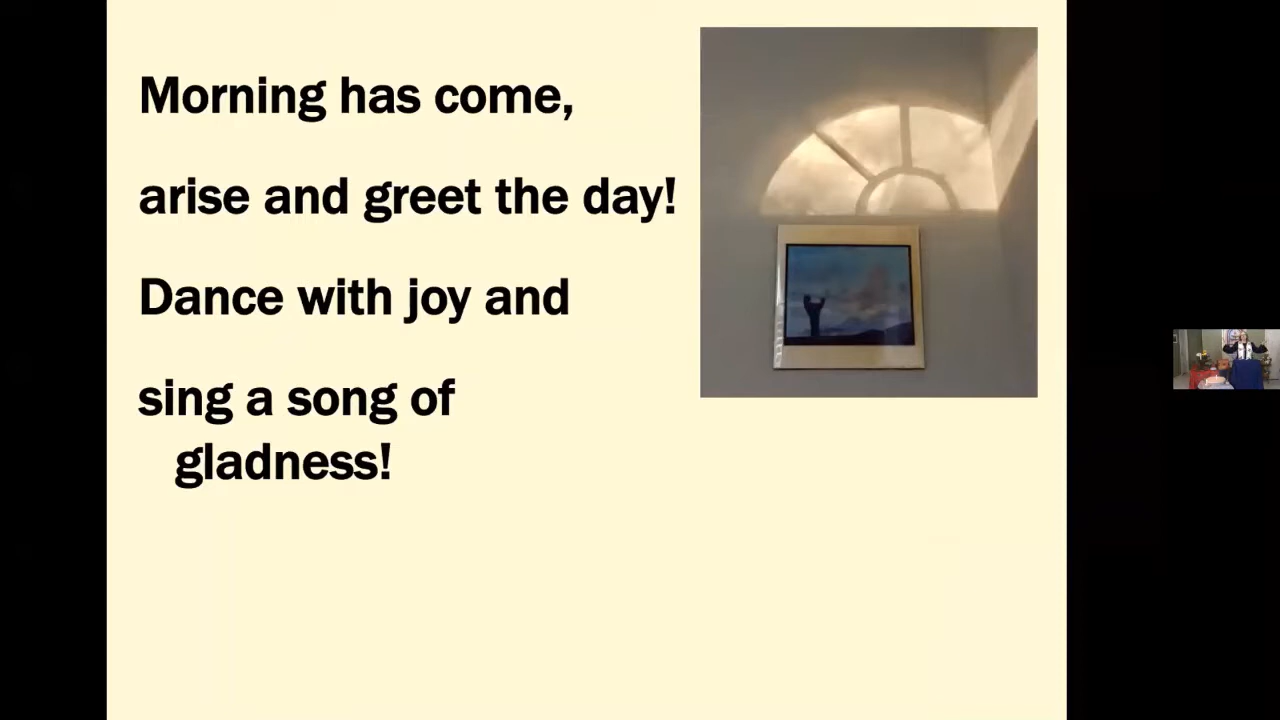 Morning has come,
arise and greet the day!
Dance with joy and
sing a song of
gladness!